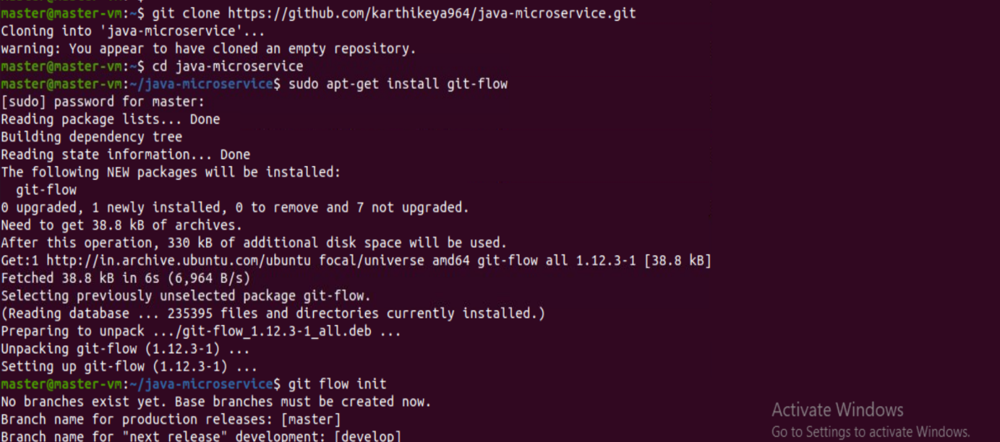 master@master-vm:~$ git clone https://github.com/karthikeya964/java-microservice.git
Cloning into 'java-microservice'...
warning: You appear to have cloned an empty repository.
master@master-vm:~$ cd java-microservice
master@master-vm:~/java-microservice$ sudo apt-get install git-flow
[sudo] password for master:
Reading package lists... Done
Building dependency tree
Reading state information... Done
The following NEW packages will be installed:
  git-flow
0 upgraded, 1 newly installed, 0 to remove and 7 not upgraded.
Need to get 38.8 kB of archives.
After this operation, 330 kB of additional disk space will be used.
Get:1 http://in.archive.ubuntu.com/ubuntu focal/universe amd64 git-flow all 1.12.3-1 [38.8 kB]
Fetched 38.8 kB in 6s (6,964 B/s)
Selecting previously unselected package git-flow.
(Reading database ... 235395 files and directories currently installed.)
Preparing to unpack .../git-flow_1.12.3-1_all.deb ...
Unpacking git-flow (1.12.3-1) ...
Setting up git-flow (1.12.3-1) ...
master@master-vm:~/java-microservice$ git flow init
No branches exist yet. Base branches must be created now.
Branch name for production releases: [master]
Branch name for "next release" development: [develop]
Activate Windows
Go to Settings to activate Windows.